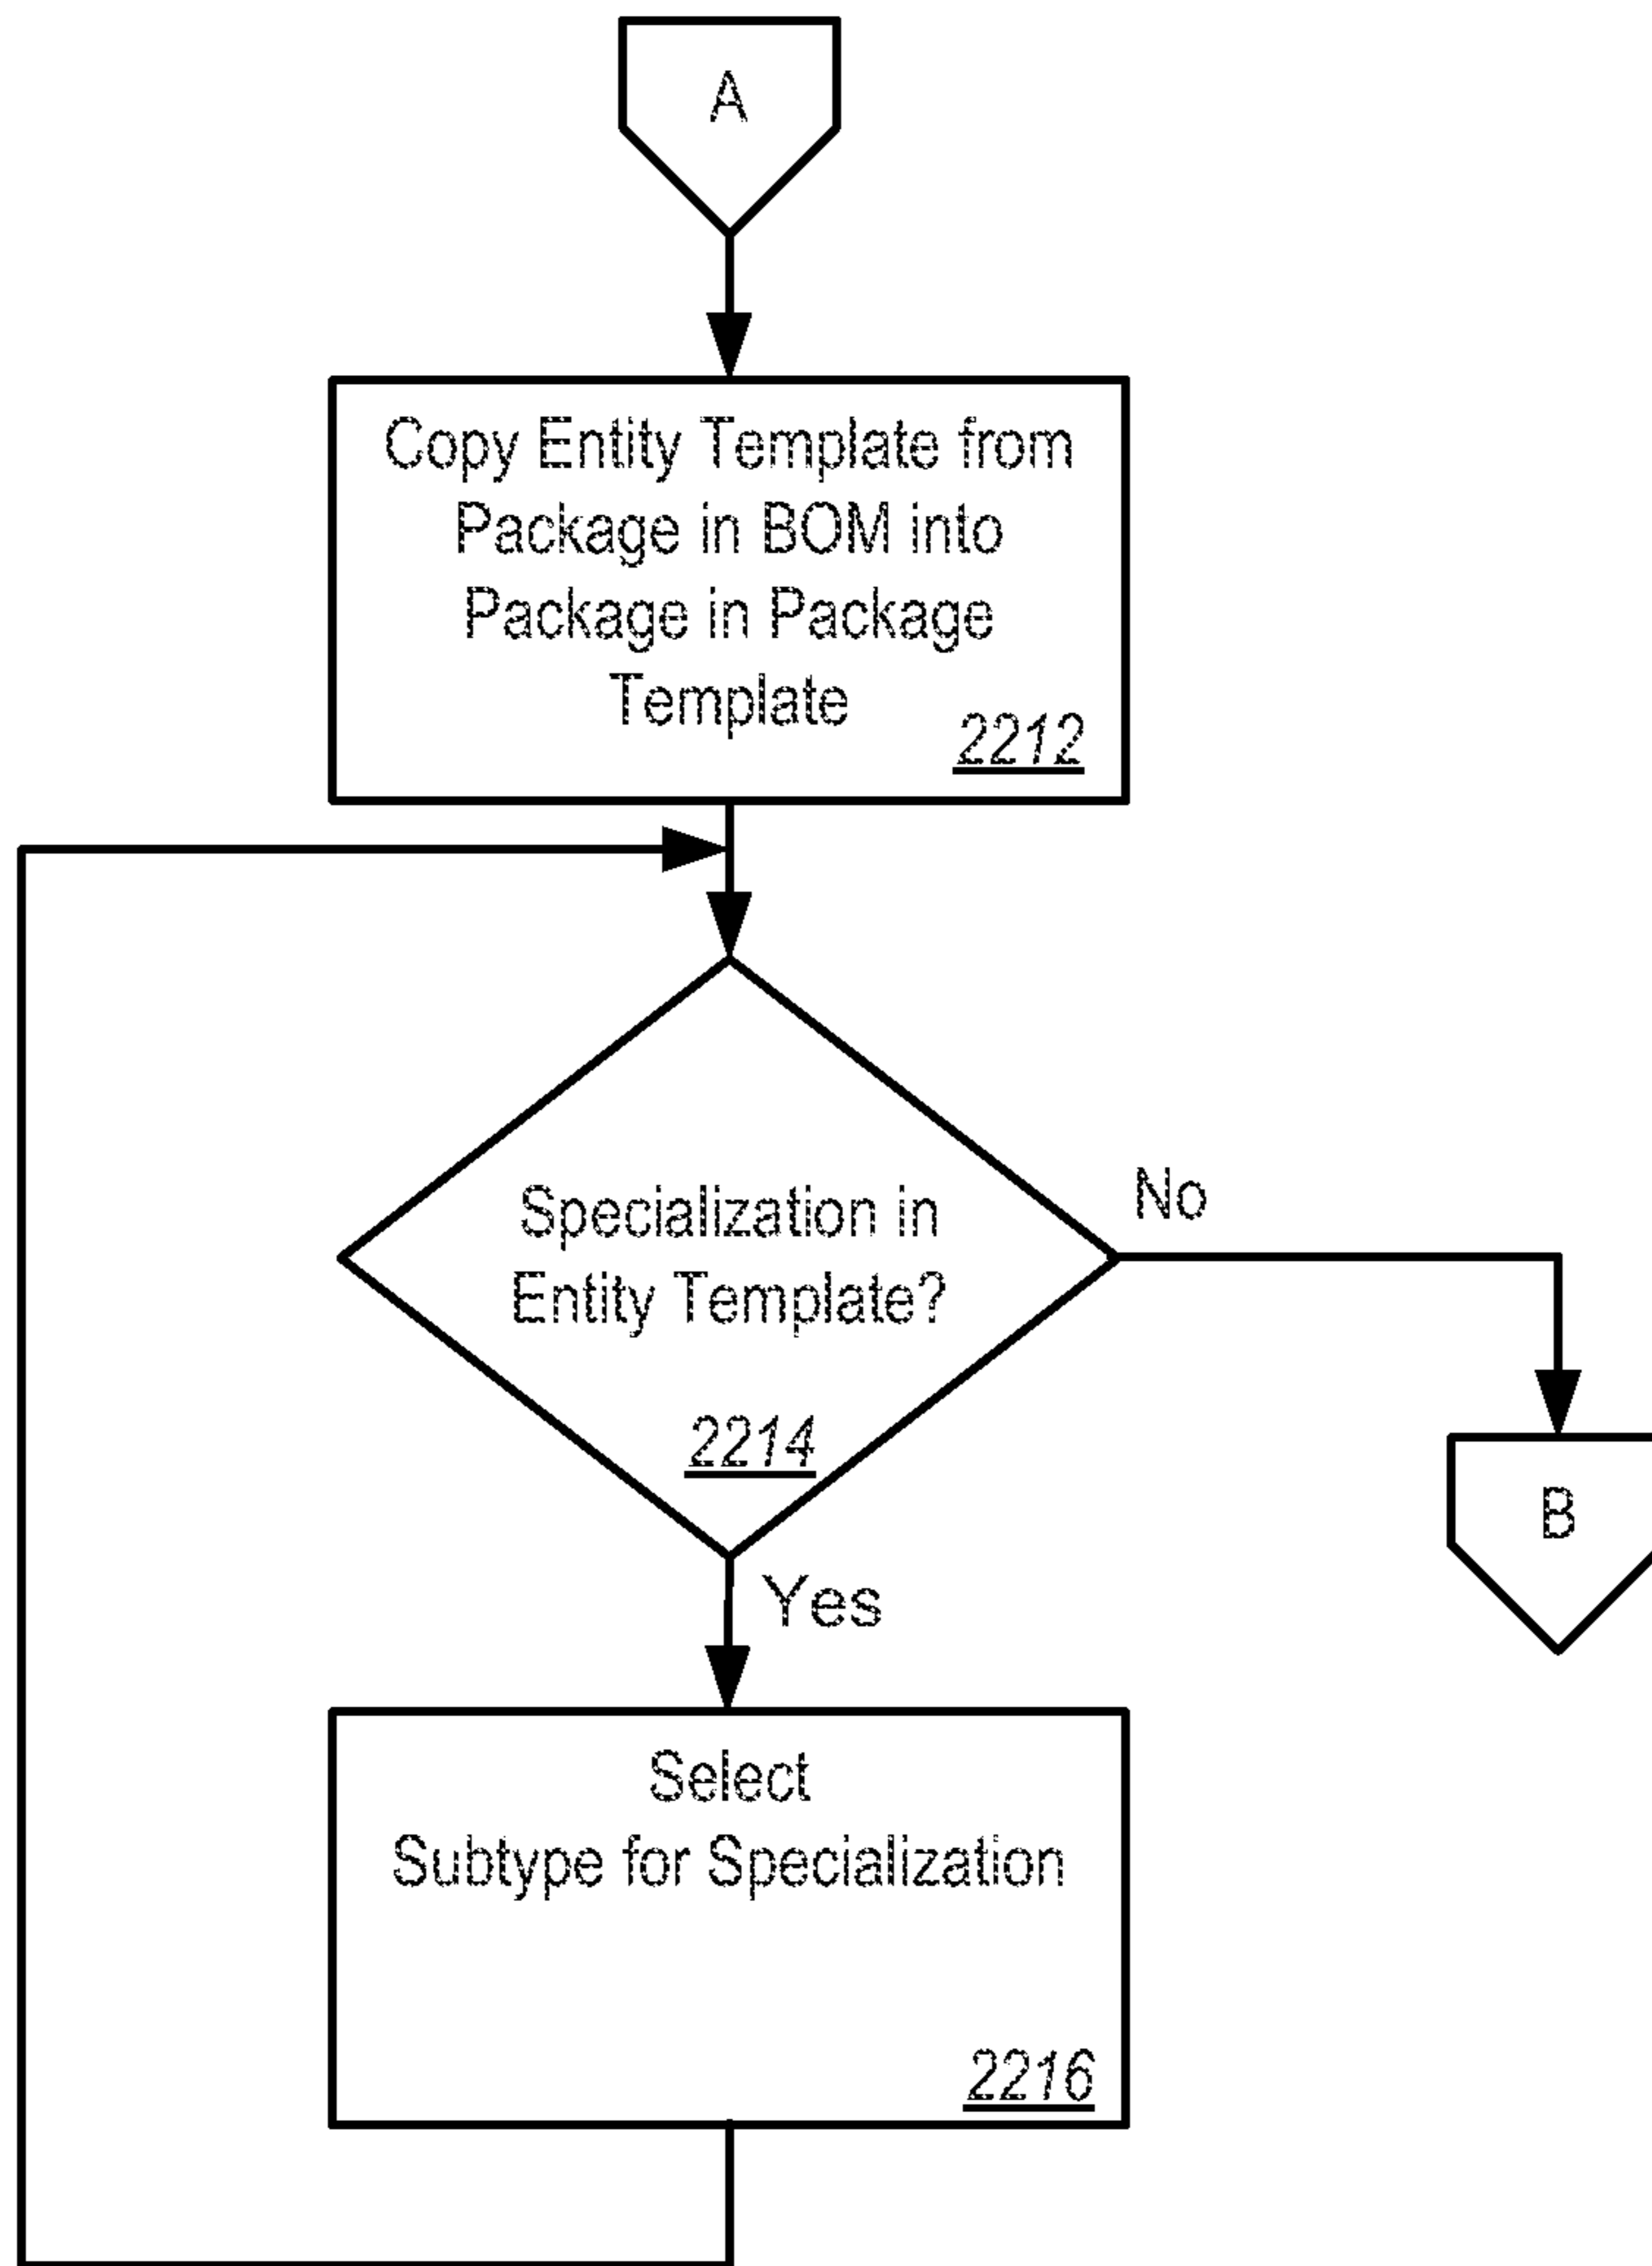 A
Copy Entity Template from
Package in BOM into
Package in Package
Template
2212
Specialization in
Entity Template?
2214
No
B
Yes
Select
Subtype for Specialization
2216